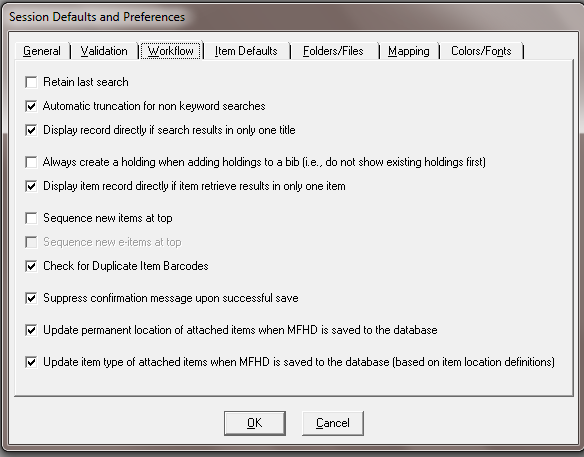 Session Defaults and Preferences
General Validation Workflow Item Defaults Folders/Files Mapping Colors/Fonts
Retain last search
Automatic truncation for non keyword searches
Display record directly if search results in only one title
Always create a holding when adding holdings to a bib (i.e., do not show existing holdings first)
Display item record directly if item retrieve results in only one item
Sequence new items at top
Sequence new e-items at top
Check for Duplicate Item Barcodes
Suppress confirmation message upon successful save
Update permanent location of attached items when MFHD is saved to the database
Update item type of attached items when MFHD is saved to the database (based on item location definitions)
OK Cancel